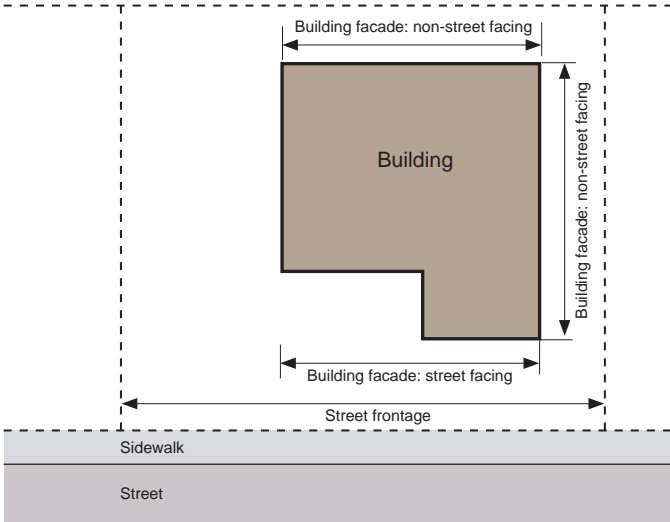 Building facade: non-street facing
Building
Building facade: non-street facing
Building facade: street facing
Street frontage
Sidewalk
Street